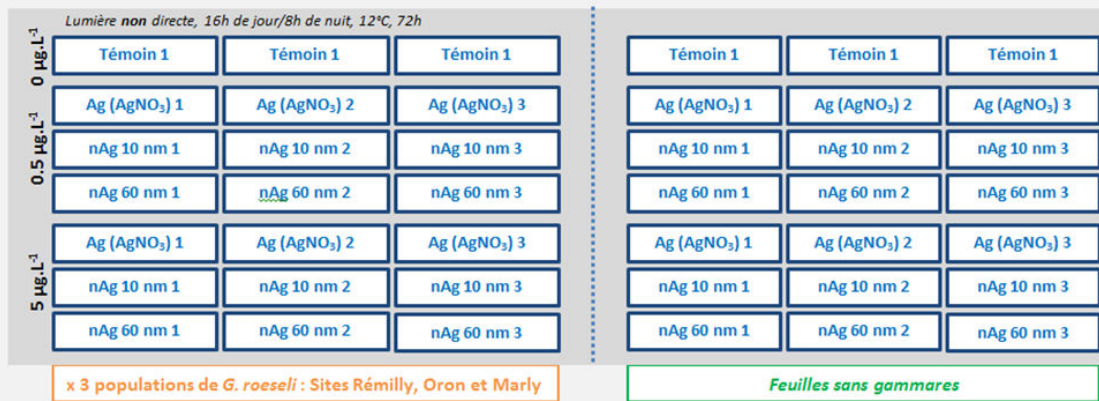 Lumière non directe, 16h de jour/8h de nuit, 12°C, 72h
0 µg.L⁻¹
Témoin 1 Témoin 1 Témoin 1 Témoin 1 Témoin 1 Témoin 1
0.5 µg.L⁻¹
Ag (AgNO₃) 1 Ag (AgNO₃) 2 Ag (AgNO₃) 3 Ag (AgNO₃) 1 Ag (AgNO₃) 2 Ag (AgNO₃) 3
nAg 10 nm 1 nAg 10 nm 2 nAg 10 nm 3 nAg 10 nm 1 nAg 10 nm 2 nAg 10 nm 3
nAg 60 nm 1 nAg 60 nm 2 nAg 60 nm 3 nAg 60 nm 1 nAg 60 nm 2 nAg 60 nm 3
5 µg.L⁻¹
Ag (AgNO₃) 1 Ag (AgNO₃) 2 Ag (AgNO₃) 3 Ag (AgNO₃) 1 Ag (AgNO₃) 2 Ag (AgNO₃) 3
nAg 10 nm 1 nAg 10 nm 2 nAg 10 nm 3 nAg 10 nm 1 nAg 10 nm 2 nAg 10 nm 3
nAg 60 nm 1 nAg 60 nm 2 nAg 60 nm 3 nAg 60 nm 1 nAg 60 nm 2 nAg 60 nm 3
x 3 populations de G. roeseli : Sites Rémilly, Oron et Marly
Feuilles sans gammares